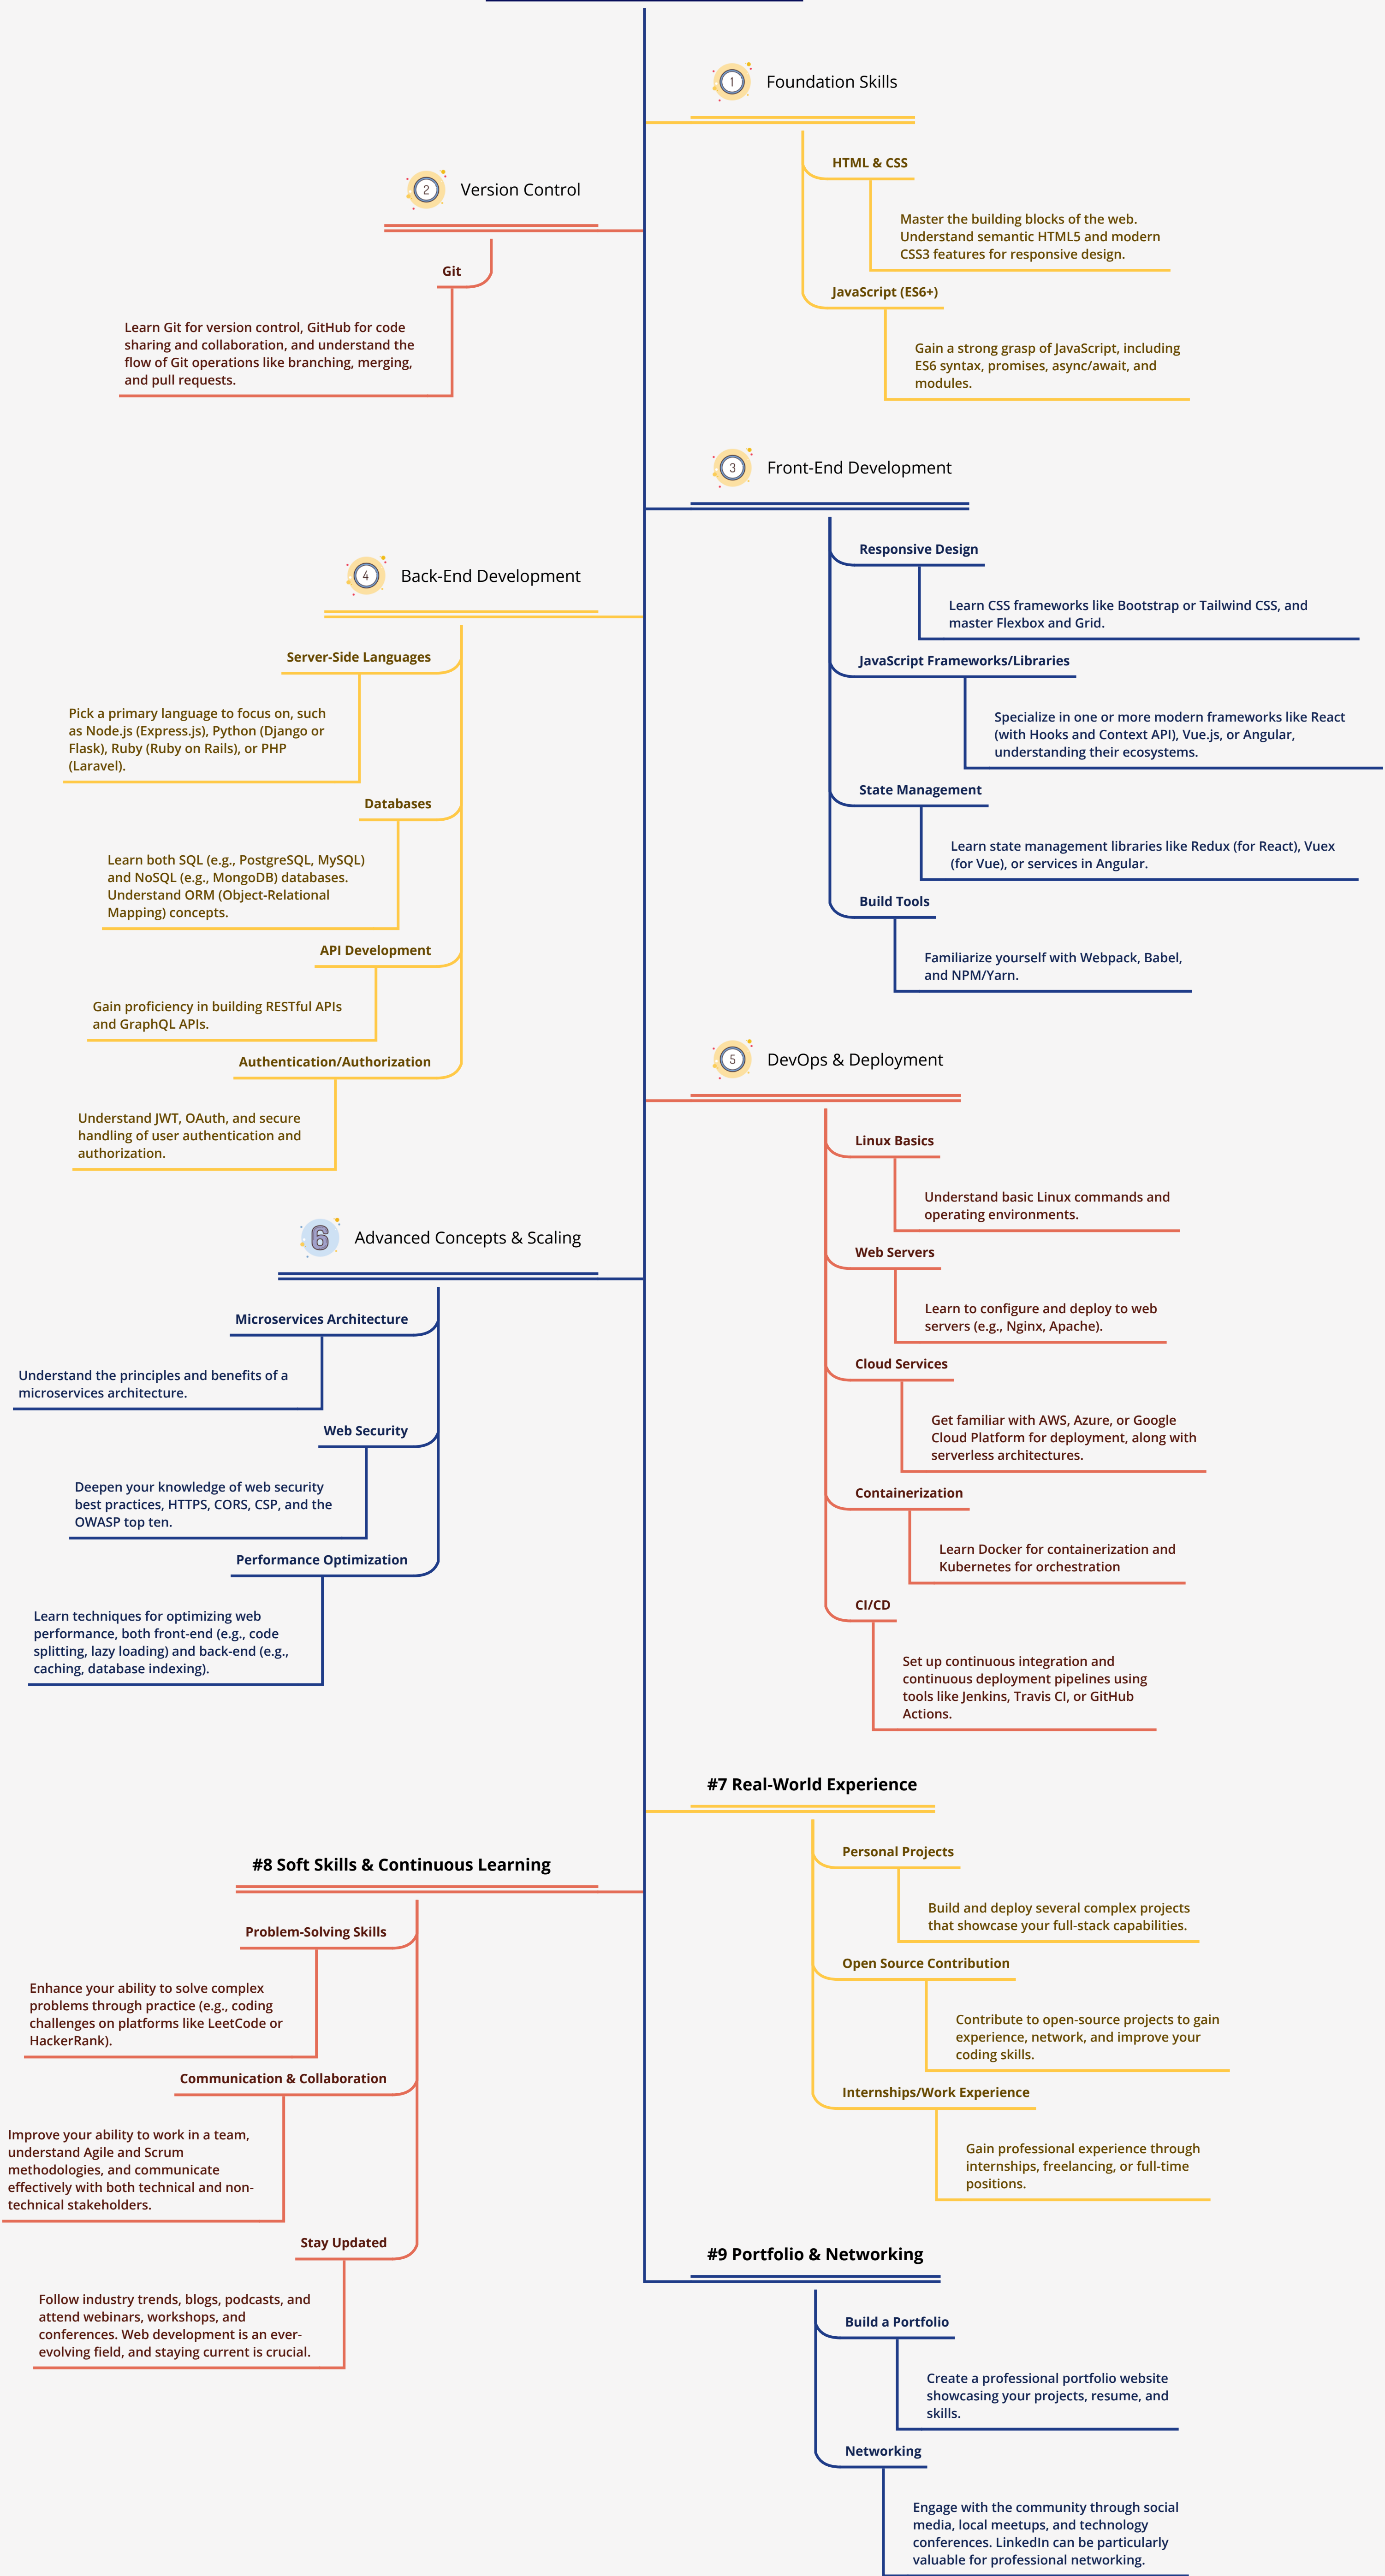 1
Foundation Skills
HTML & CSS
Master the building blocks of the web.
Understand semantic HTML5 and modern
CSS3 features for responsive design.
JavaScript (ES6+)
Gain a strong grasp of JavaScript, including
ES6 syntax, promises, async/await, and
modules.
2
Version Control
Git
Learn Git for version control, GitHub for code
sharing and collaboration, and understand the
flow of Git operations like branching, merging,
and pull requests.
3
Front-End Development
Responsive Design
Learn CSS frameworks like Bootstrap or Tailwind CSS, and
master Flexbox and Grid.
JavaScript Frameworks/Libraries
Specialize in one or more modern frameworks like React
(with Hooks and Context API), Vue.js, or Angular,
understanding their ecosystems.
State Management
Learn state management libraries like Redux (for React), Vuex
(for Vue), or services in Angular.
Build Tools
Familiarize yourself with Webpack, Babel,
and NPM/Yarn.
4
Back-End Development
Server-Side Languages
Pick a primary language to focus on, such
as Node.js (Express.js), Python (Django or
Flask), Ruby (Ruby on Rails), or PHP
(Laravel).
Databases
Learn both SQL (e.g., PostgreSQL, MySQL)
and NoSQL (e.g., MongoDB) databases.
Understand ORM (Object-Relational
Mapping) concepts.
API Development
Gain proficiency in building RESTful APIs
and GraphQL APIs.
Authentication/Authorization
Understand JWT, OAuth, and secure
handling of user authentication and
authorization.
5
DevOps & Deployment
Linux Basics
Understand basic Linux commands and
operating environments.
Web Servers
Learn to configure and deploy to web
servers (e.g., Nginx, Apache).
Cloud Services
Get familiar with AWS, Azure, or Google
Cloud Platform for deployment, along with
serverless architectures.
Containerization
Learn Docker for containerization and
Kubernetes for orchestration
CI/CD
Set up continuous integration and
continuous deployment pipelines using
tools like Jenkins, Travis CI, or GitHub
Actions.
6
Advanced Concepts & Scaling
Microservices Architecture
Understand the principles and benefits of a
microservices architecture.
Web Security
Deepen your knowledge of web security
best practices, HTTPS, CORS, CSP, and the
OWASP top ten.
Performance Optimization
Learn techniques for optimizing web
performance, both front-end (e.g., code
splitting, lazy loading) and back-end (e.g.,
caching, database indexing).
#7 Real-World Experience
Personal Projects
Build and deploy several complex projects
that showcase your full-stack capabilities.
Open Source Contribution
Contribute to open-source projects to gain
experience, network, and improve your
coding skills.
Internships/Work Experience
Gain professional experience through
internships, freelancing, or full-time
positions.
#8 Soft Skills & Continuous Learning
Problem-Solving Skills
Enhance your ability to solve complex
problems through practice (e.g., coding
challenges on platforms like LeetCode or
HackerRank).
Communication & Collaboration
Improve your ability to work in a team,
understand Agile and Scrum
methodologies, and communicate
effectively with both technical and non-
technical stakeholders.
Stay Updated
Follow industry trends, blogs, podcasts, and
attend webinars, workshops, and
conferences. Web development is an ever-
evolving field, and staying current is crucial.
#9 Portfolio & Networking
Build a Portfolio
Create a professional portfolio website
showcasing your projects, resume, and
skills.
Networking
Engage with the community through social
media, local meetups, and technology
conferences. LinkedIn can be particularly
valuable for professional networking.